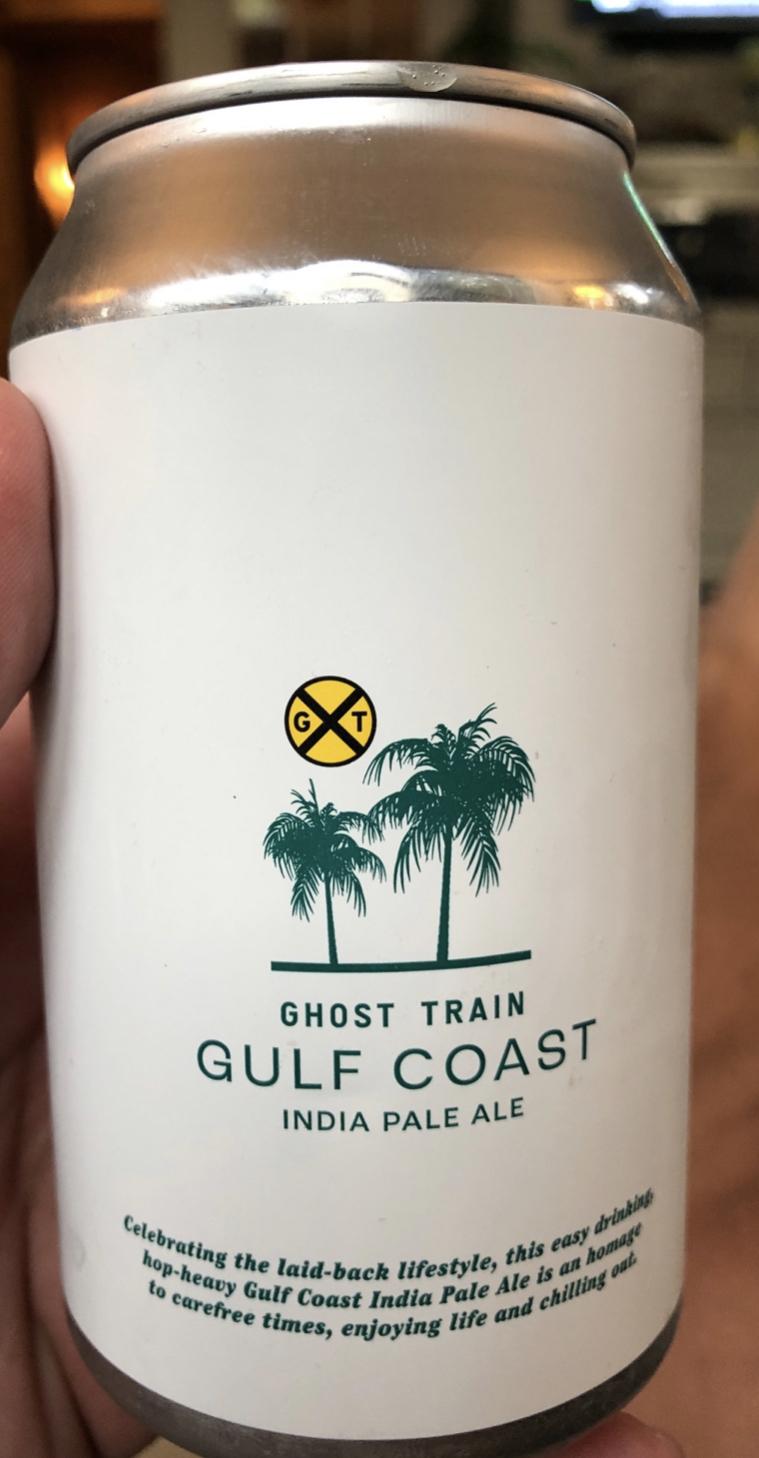 G T
GHOST TRAIN
GULF COAST
INDIA PALE ALE
Celebrating the laid-back lifestyle, this easy drinking,
hop-heavy Gulf Coast India Pale Ale is an homage
to carefree times, enjoying life and chilling out.